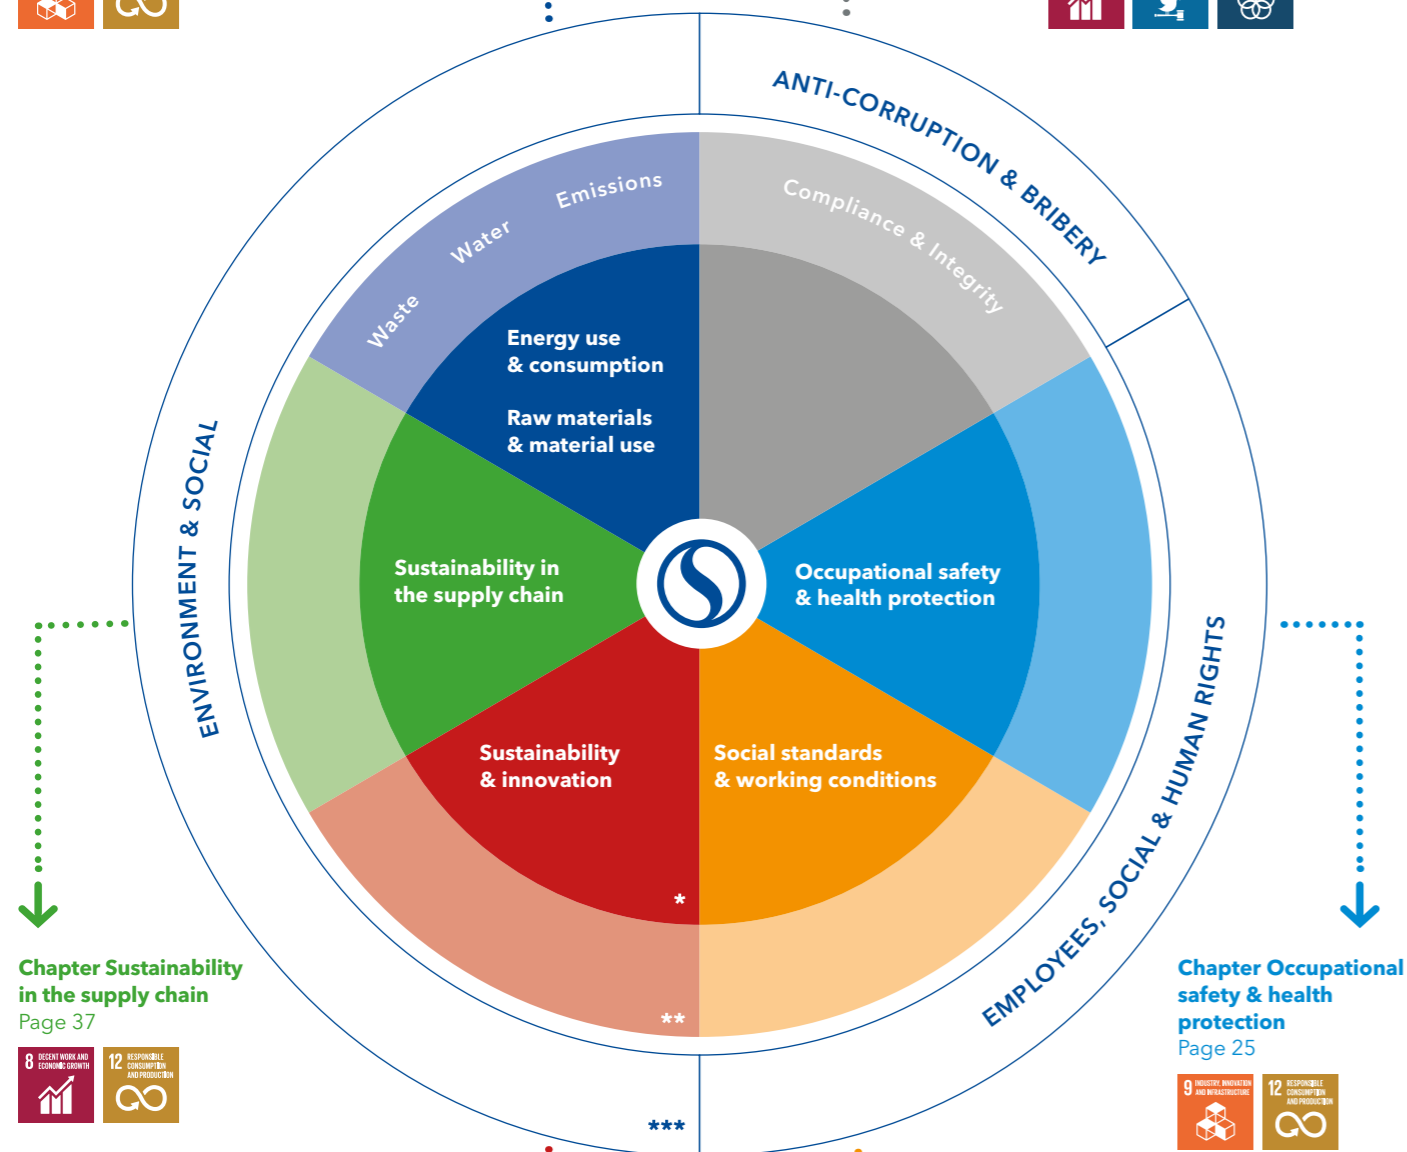 ANTI-CORRUPTION & BRIBERY
Compliance & Integrity
Emissions
Water
Waste
Energy use
& consumption
Raw materials
& material use
ENVIRONMENT & SOCIAL
Sustainability in
the supply chain
Occupational safety
& health protection
EMPLOYEES, SOCIAL & HUMAN RIGHTS
Sustainability
& innovation
Social standards
& working conditions
*
**
***
Chapter Sustainability
in the supply chain
Page 37
8 DECENT WORK AND
ECONOMIC GROWTH
12 RESPONSIBLE
CONSUMPTION
AND PRODUCTION
Chapter Occupational
safety & health
protection
Page 25
9 INDUSTRY, INNOVATION
AND INFRASTRUCTURE
12 RESPONSIBLE
CONSUMPTION
AND PRODUCTION